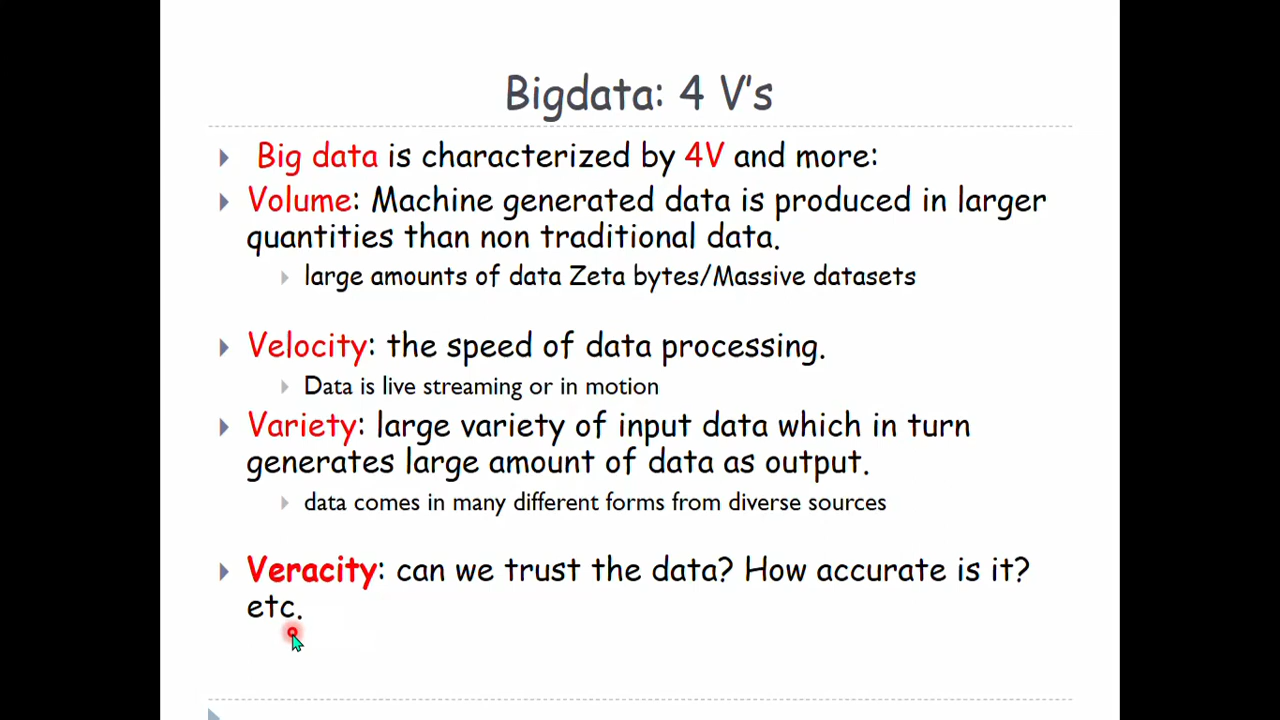 Bigdata: 4 V's
Big data is characterized by 4V and more:
Volume: Machine generated data is produced in larger
quantities than non traditional data.
large amounts of data Zeta bytes/Massive datasets
Velocity: the speed of data processing.
Data is live streaming or in motion
Variety: large variety of input data which in turn
generates large amount of data as output.
data comes in many different forms from diverse sources
Veracity: can we trust the data? How accurate is it?
etc.